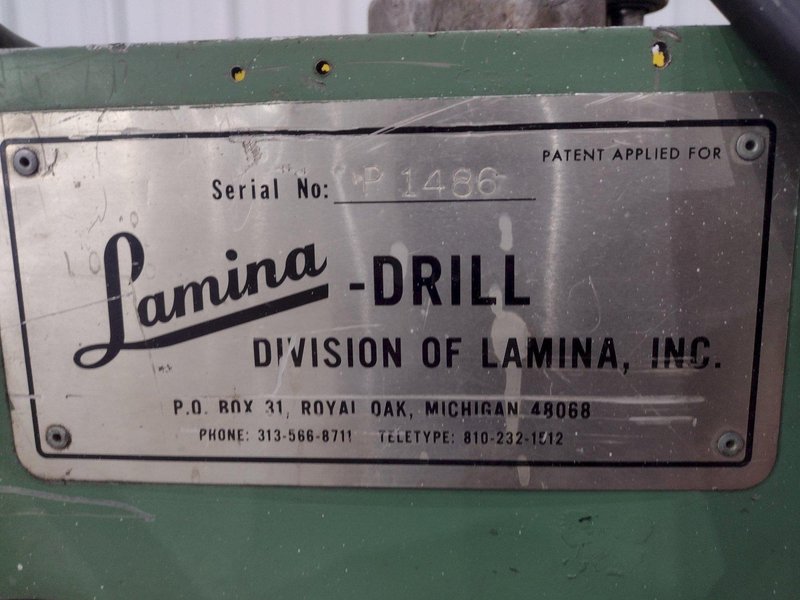 PATENT APPLIED FOR
Serial No: P 1486
Lamina -DRILL
DIVISION OF LAMINA, INC.
P.O. BOX 31, ROYAL OAK, MICHIGAN 48068
PHONE: 313-566-8711 TELETYPE: 810-232-1512